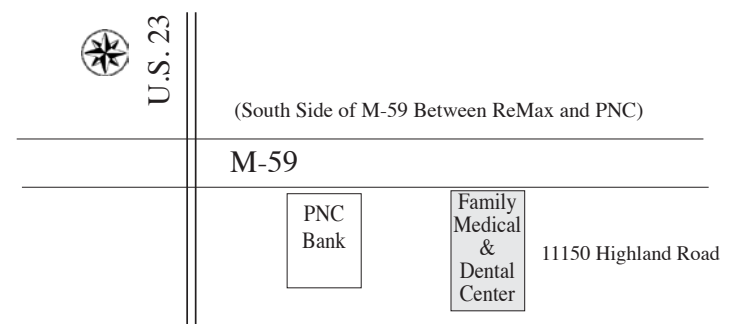 U.S. 23
(South Side of M-59 Between ReMax and PNC)
M-59
PNC
Bank
Family
Medical
&
Dental
Center
11150 Highland Road